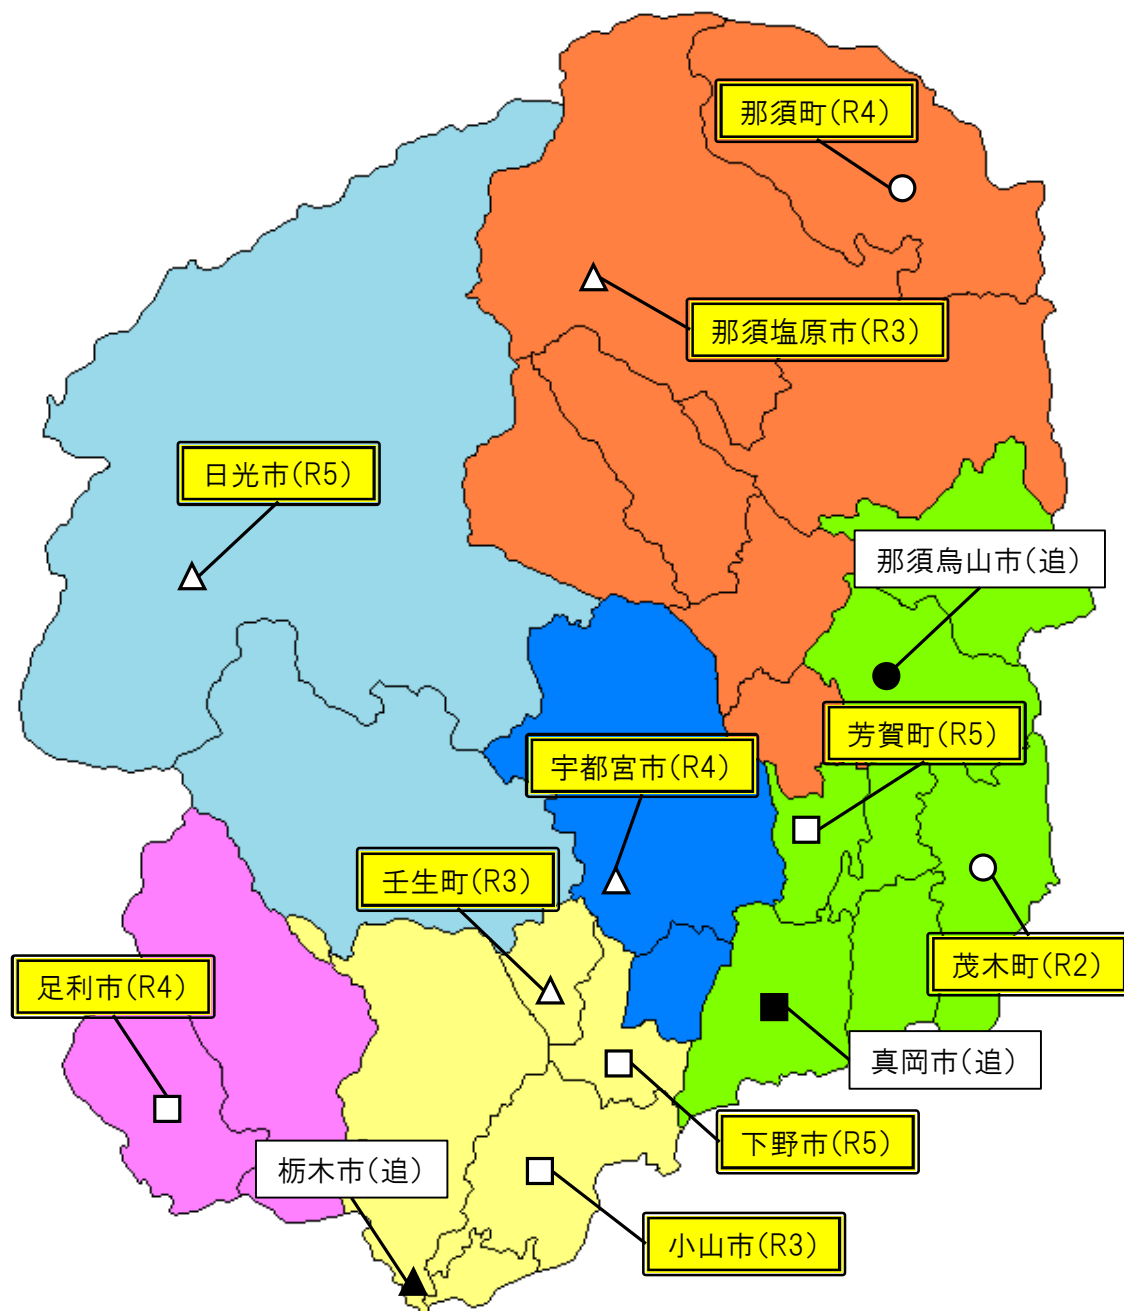 那須町(R4)
那須塩原市(R3)
日光市(R5)
那須烏山市(追)
芳賀町(R5)
宇都宮市(R4)
壬生町(R3)
茂木町(R2)
足利市(R4)
真岡市(追)
下野市(R5)
栃木市(追)
小山市(R3)